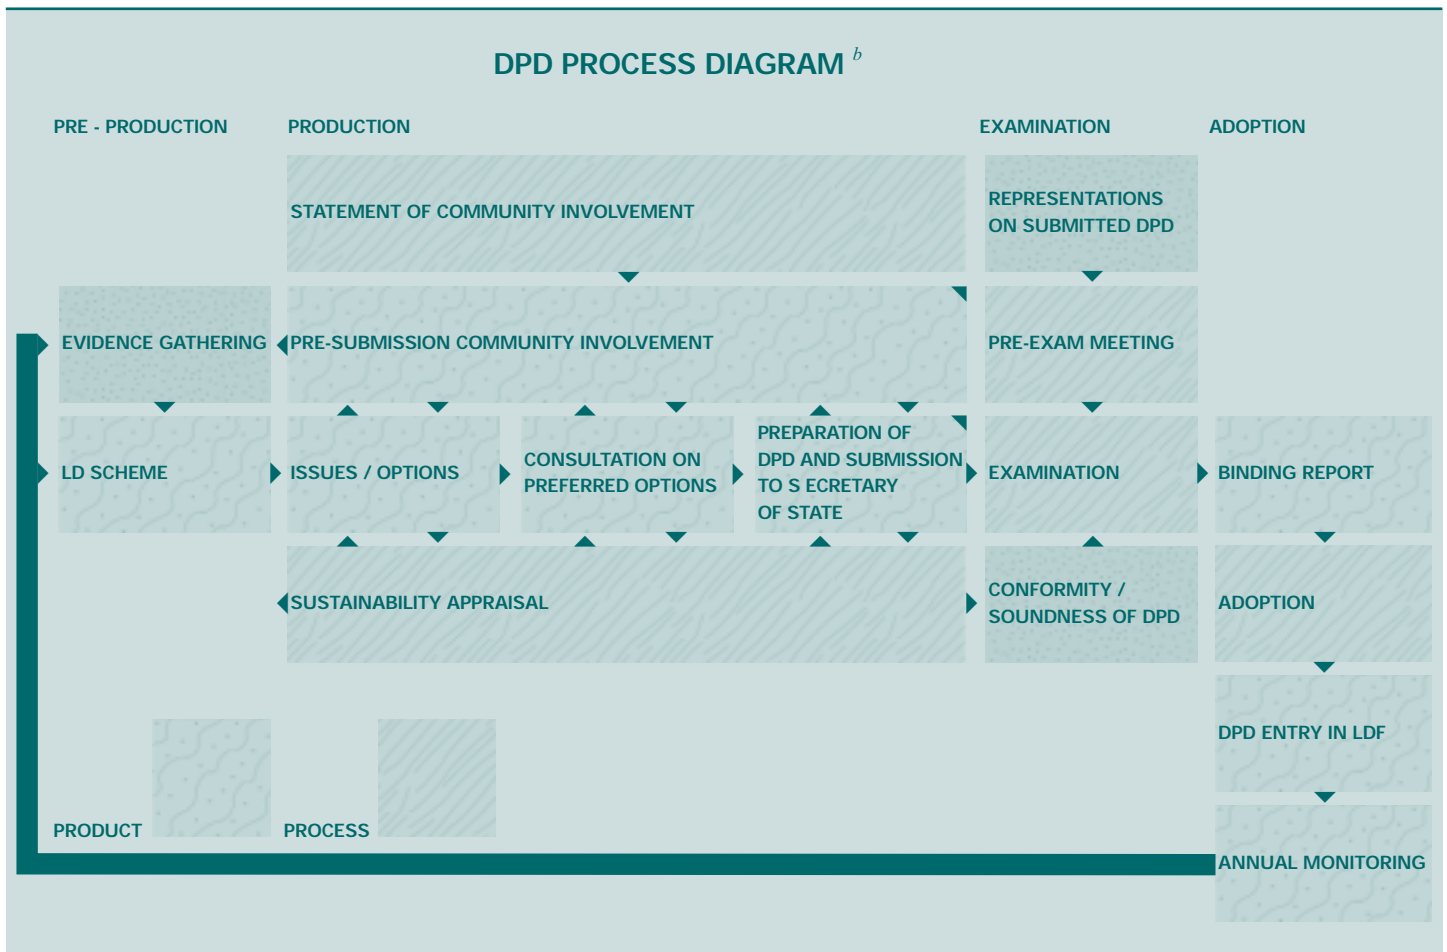 DPD PROCESS DIAGRAM b
PRE - PRODUCTION
PRODUCTION
EXAMINATION
ADOPTION
STATEMENT OF COMMUNITY INVOLVEMENT
REPRESENTATIONS
ON SUBMITTED DPD
EVIDENCE GATHERING
PRE-SUBMISSION COMMUNITY INVOLVEMENT
PRE-EXAM MEETING
LD SCHEME
ISSUES / OPTIONS
CONSULTATION ON
PREFERRED OPTIONS
PREPARATION OF
DPD AND SUBMISSION
TO S ECRETARY
OF STATE
EXAMINATION
BINDING REPORT
SUSTAINABILITY APPRAISAL
CONFORMITY /
SOUNDNESS OF DPD
ADOPTION
DPD ENTRY IN LDF
PRODUCT
PROCESS
ANNUAL MONITORING